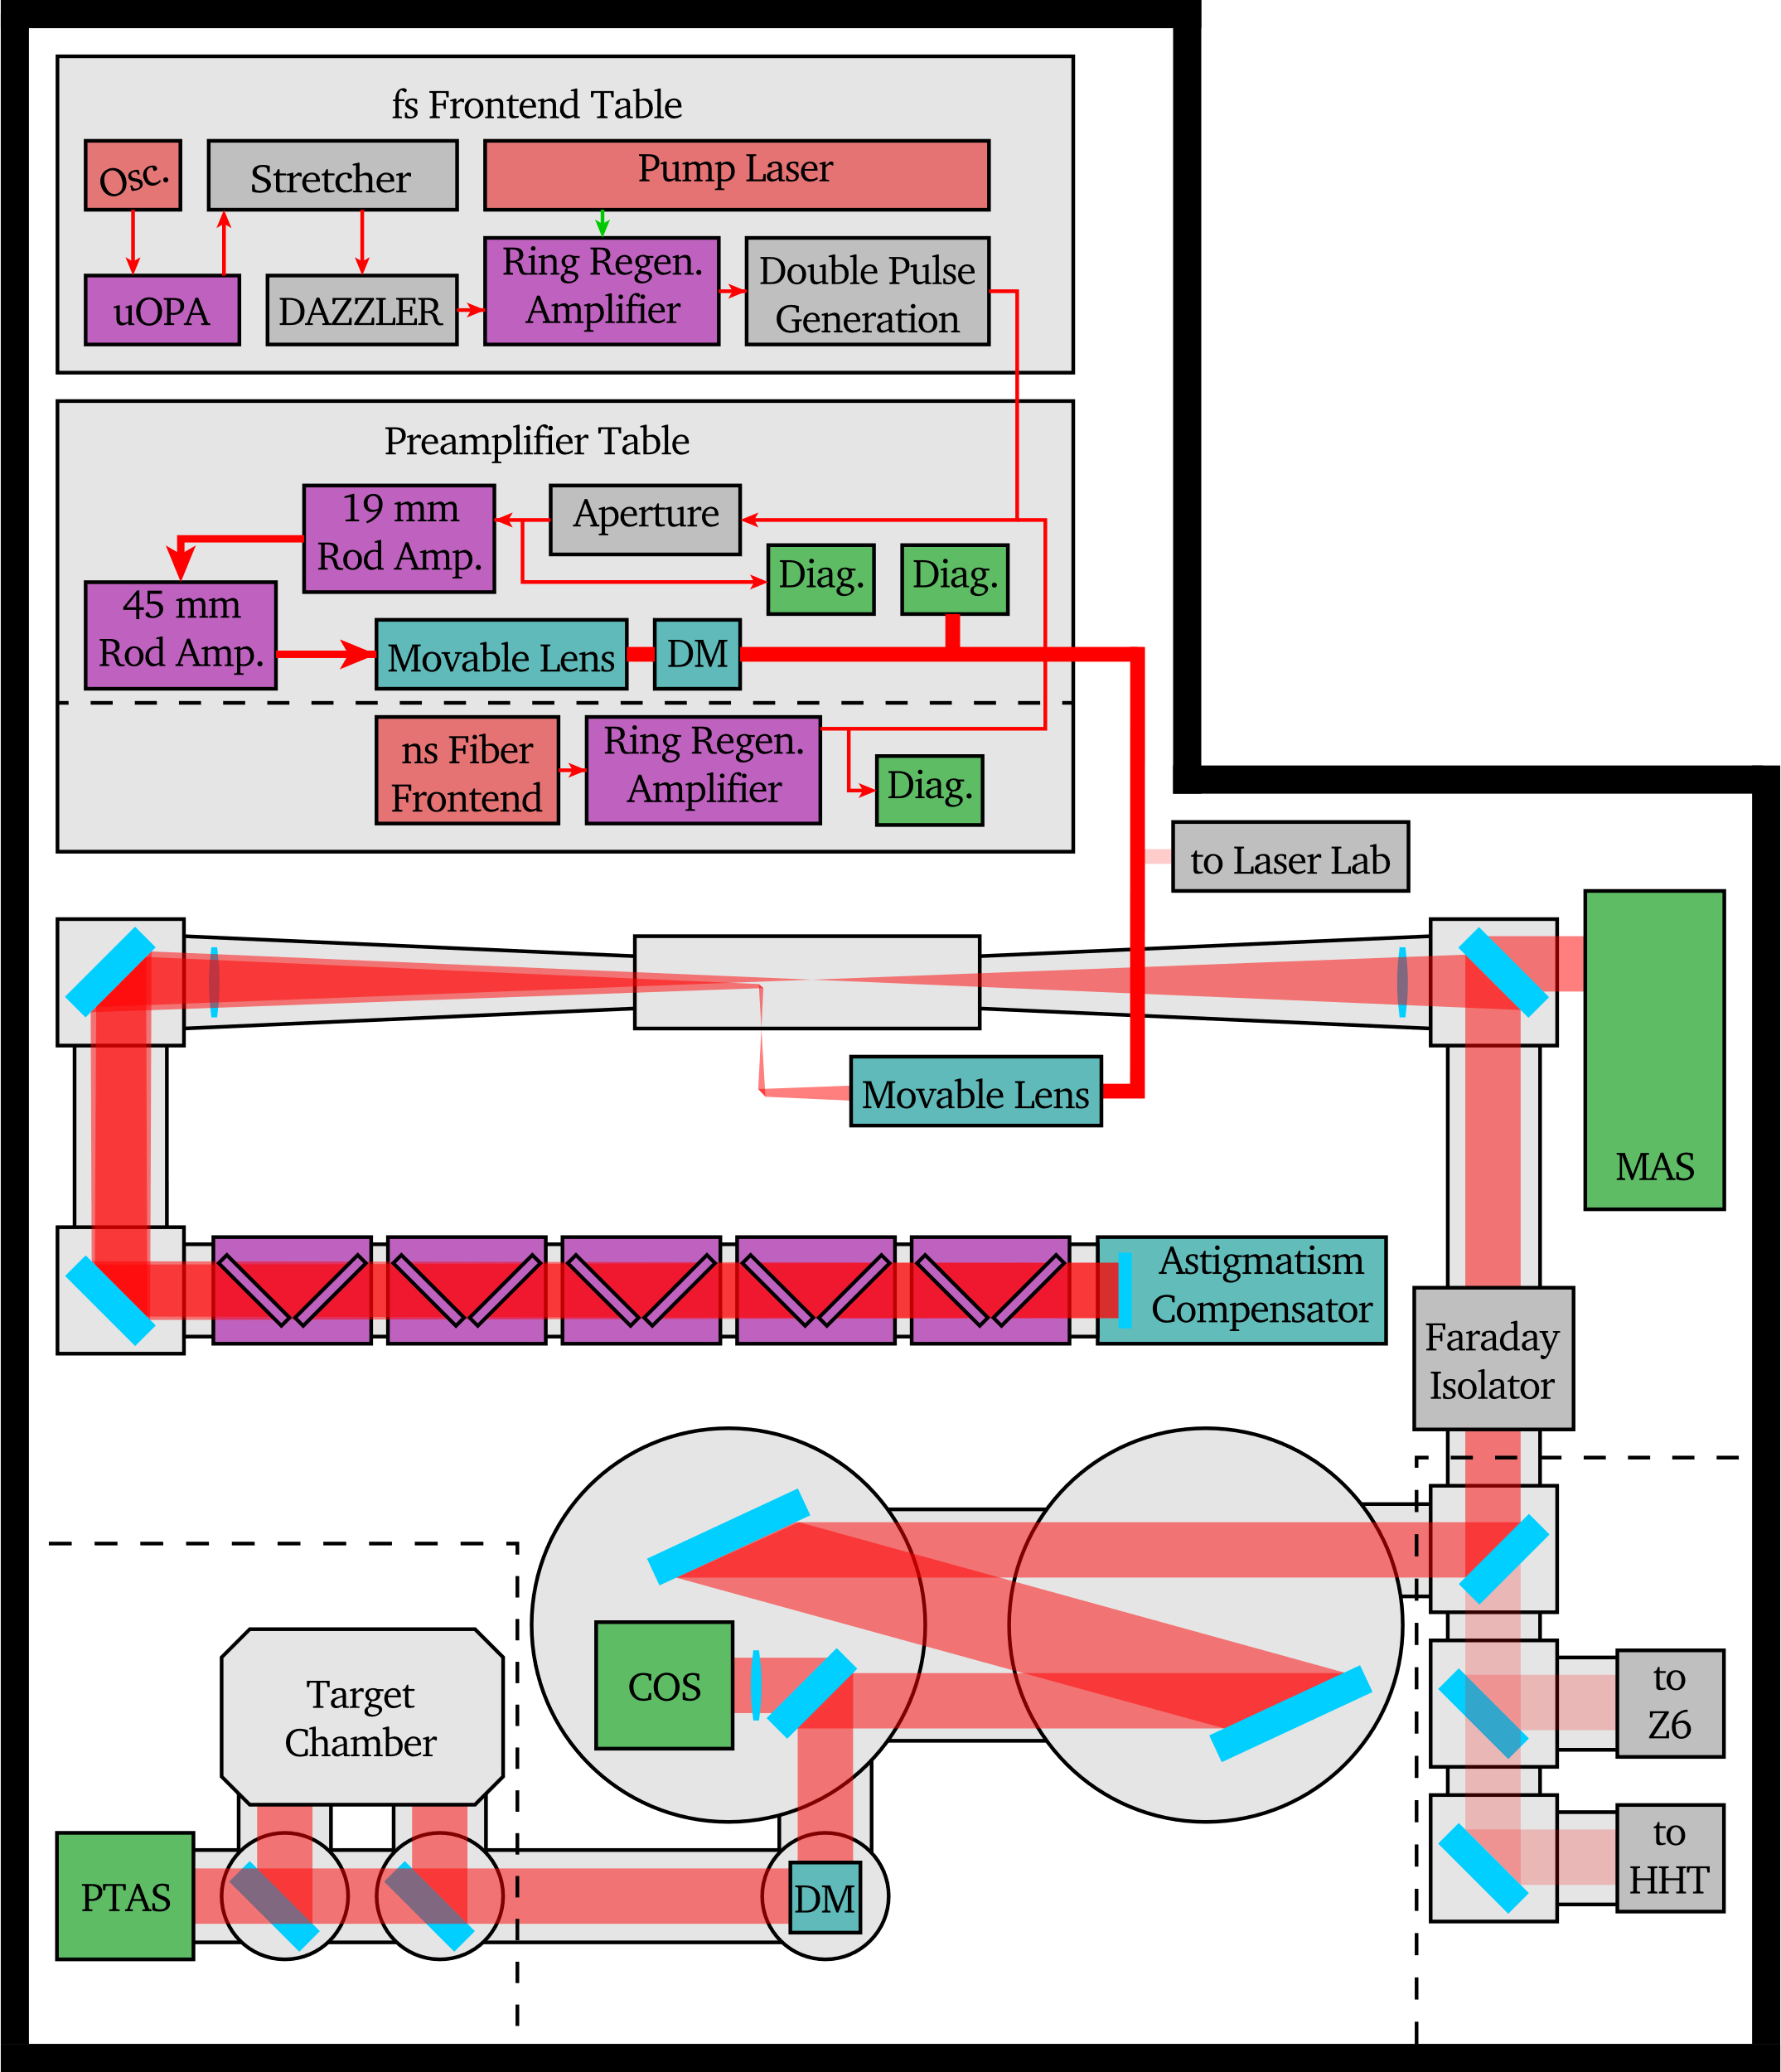 fs Frontend Table
Osc.
Stretcher
Pump Laser
uOPA
DAZZLER
Ring Regen.
Amplifier
Double Pulse
Generation
Preamplifier Table
19 mm
Rod Amp.
Aperture
Diag.
Diag.
45 mm
Rod Amp.
Movable Lens
DM
ns Fiber
Frontend
Ring Regen.
Amplifier
Diag.
to Laser Lab
Movable Lens
MAS
Astigmatism
Compensator
Faraday
Isolator
COS
Target
Chamber
to
Z6
PTAS
DM
to
HHT